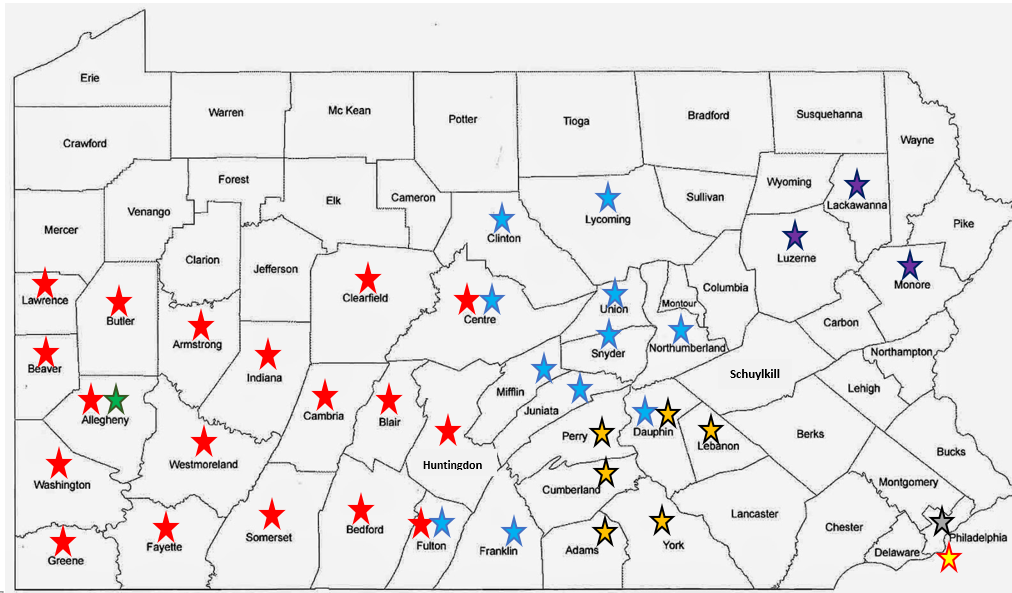 Erie
Warren
Mc Kean
Potter
Tioga
Bradford
Susquehanna
Wayne
Crawford
Forest
Elk
Cameron
Sullivan
Wyoming
Lackawanna
Pike
Mercer
Venango
Clinton
Lycoming
Luzerne
Clarion
Jefferson
Clearfield
Centre
Union
Montour
Columbia
Monore
Lawrence
Butler
Armstrong
Indiana
Snyder
Northumberland
Carbon
Northampton
Beaver
Allegheny
Cambria
Blair
Mifflin
Juniata
Schuylkill
Lehigh
Westmoreland
Huntingdon
Perry
Dauphin
Lebanon
Berks
Bucks
Washington
Cumberland
Montgomery
Greene
Fayette
Somerset
Bedford
Fulton
Franklin
Adams
York
Lancaster
Chester
Delaware
Philadelphia